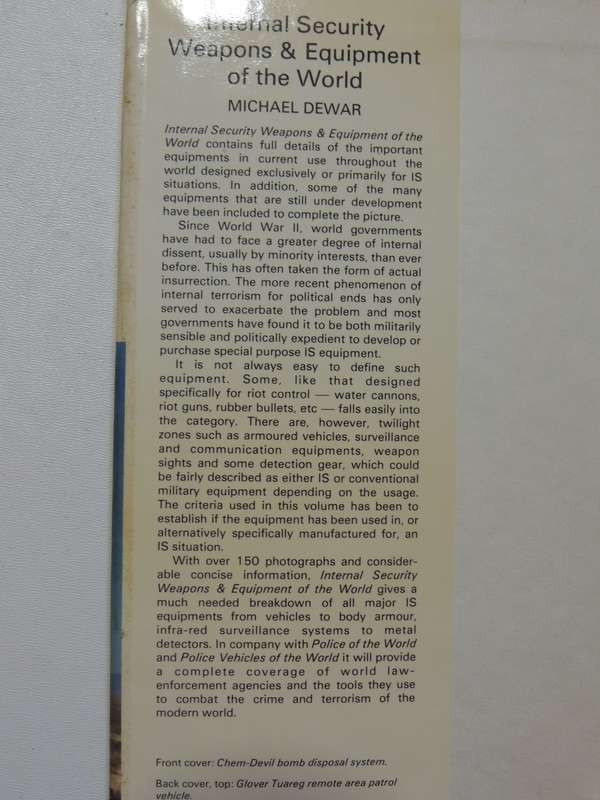 Internal Security
Weapons & Equipment
of the World
MICHAEL DEWAR
Internal Security Weapons & Equipment of the
World contains full details of the important
equipments in current use throughout the
world designed exclusively or primarily for IS
situations. In addition, some of the many
equipments that are still under development
have been included to complete the picture.
Since World War II, world governments
have had to face a greater degree of internal
dissent, usually by minority interests, than ever
before. This has often taken the form of actual
insurrection. The more recent phenomenon of
internal terrorism for political ends has only
served to exacerbate the problem and most
governments have found it to be both militarily
sensible and politically expedient to develop or
purchase special purpose IS equipment.
It is not always easy to define such
equipment. Some, like that designed
specifically for riot control — water cannons,
riot guns, rubber bullets, etc — falls easily into
the category. There are, however, twilight
zones such as armoured vehicles, surveillance
and communication equipments, weapon
sights and some detection gear, which could
be fairly described as either IS or conventional
military equipment depending on the usage.
The criteria used in this volume has been to
establish if the equipment has been used in, or
alternatively specifically manufactured for, an
IS situation.
With over 150 photographs and consider-
able concise information, Internal Security
Weapons & Equipment of the World gives a
much needed breakdown of all major IS
equipments from vehicles to body armour,
infra-red surveillance systems to metal
detectors. In company with Police of the World
and Police Vehicles of the World it will provide
a complete coverage of world law-
enforcement agencies and the tools they use
to combat the crime and terrorism of the
modern world.
Front cover: Chem-Devil bomb disposal system.
Back cover, top: Glover Tuareg remote area patrol
vehicle.